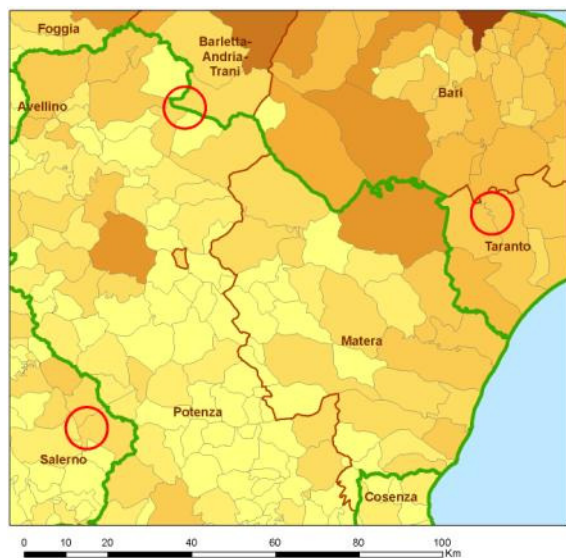 Foggia
Barletta-
Andria-
Trani
Bari
Avellino
Taranto
Matera
Potenza
Salerno
Cosenza
0 10 20 40 60 80 100
Km